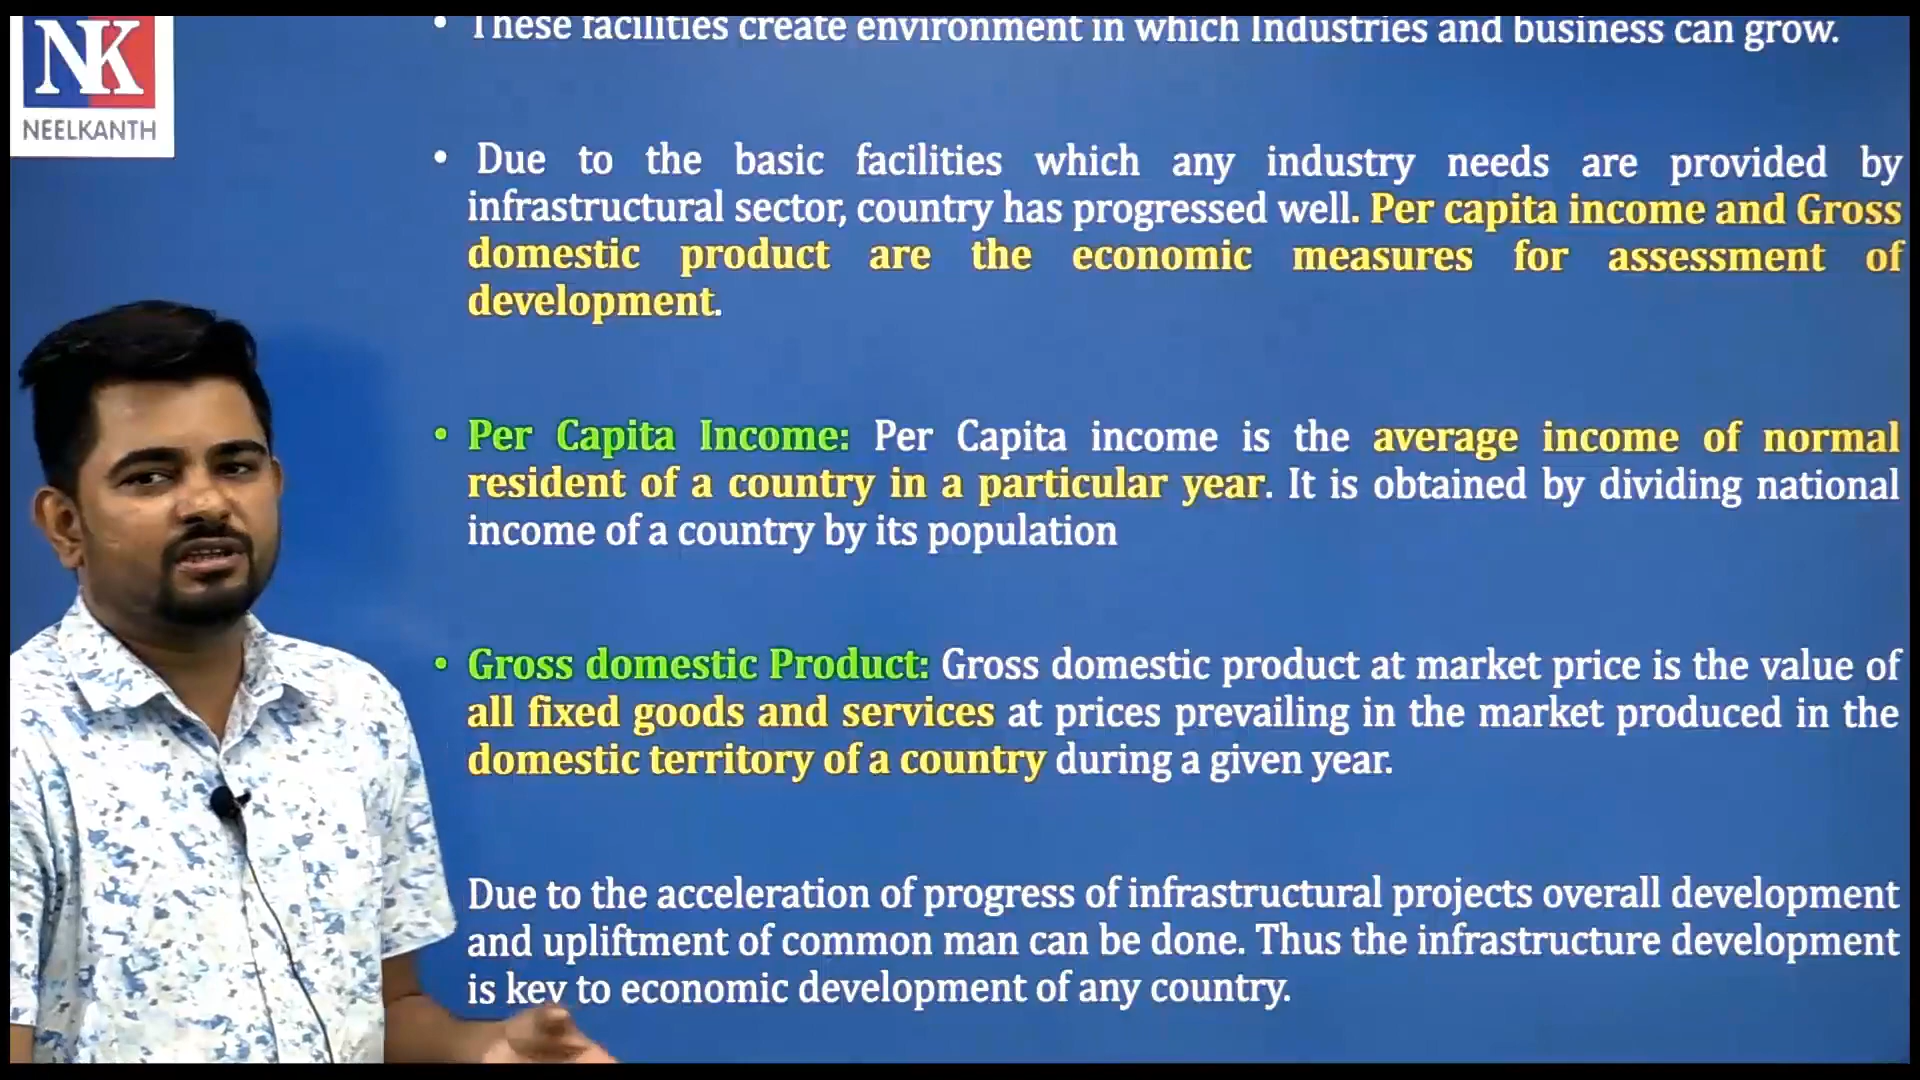 NK
NEELKANTH
• These facilities create environment in which Industries and business can grow.
• Due to the basic facilities which any industry needs are provided by
infrastructural sector, country has progressed well. Per capita income and Gross
domestic product are the economic measures for assessment of
development.
• Per Capita Income: Per Capita income is the average income of normal
resident of a country in a particular year. It is obtained by dividing national
income of a country by its population
• Gross domestic Product: Gross domestic product at market price is the value of
all fixed goods and services at prices prevailing in the market produced in the
domestic territory of a country during a given year.
Due to the acceleration of progress of infrastructural projects overall development
and upliftment of common man can be done. Thus the infrastructure development
is key to economic development of any country.